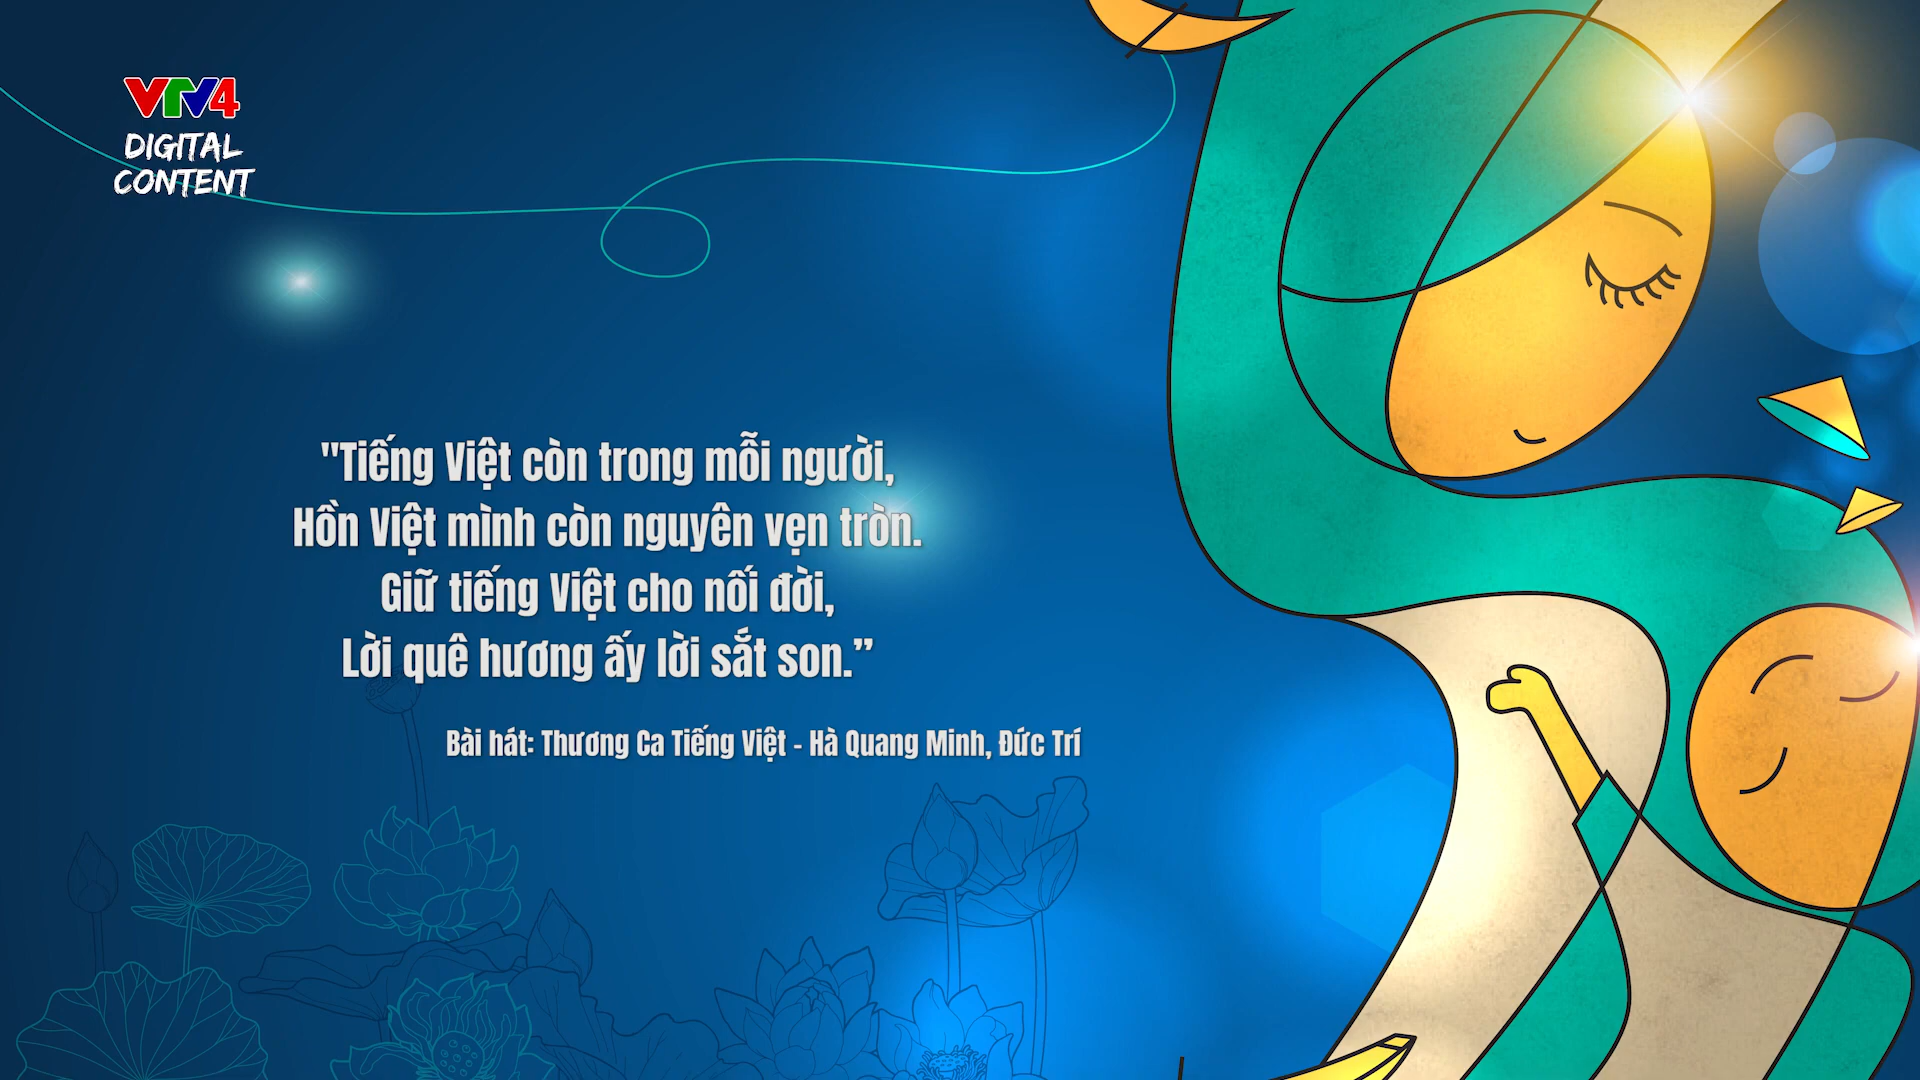 VTV4
DIGITAL
CONTENT
"Tiếng Việt còn trong mỗi người,
Hồn Việt mình còn nguyên vẹn tròn.
Giữ tiếng Việt cho nối đời,
Lời quê hương ấy lời sắt son.”
Bài hát: Thương Ca Tiếng Việt - Hà Quang Minh, Đức Trí